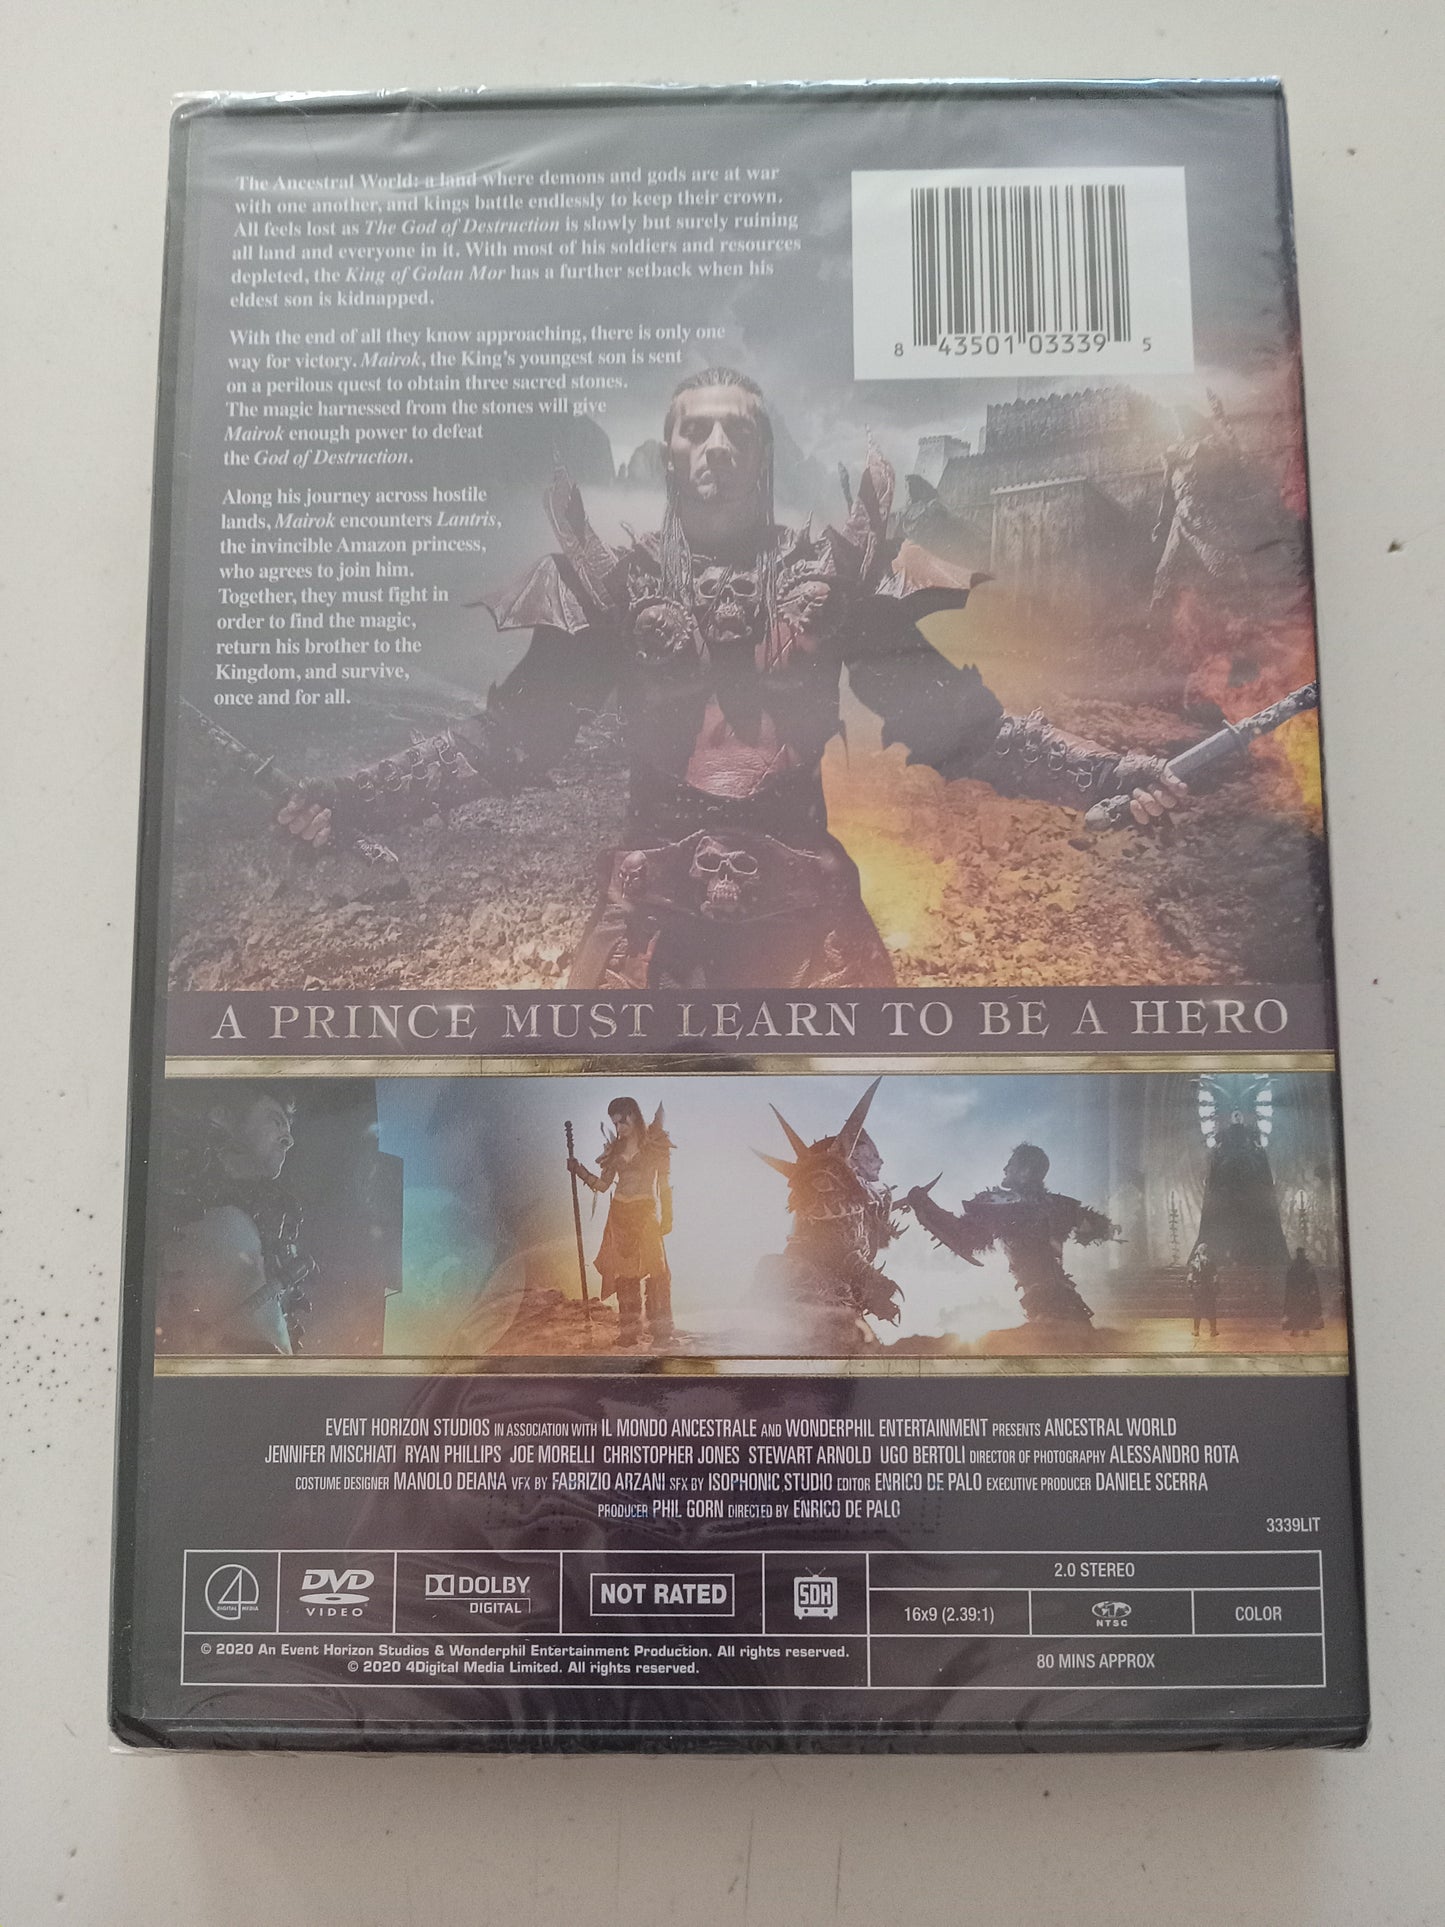 The Ancestral World: a land where demons and gods are at war
with one another, and kings battle endlessly to keep their crown.
All feels lost as The God of Destruction is slowly but surely ruining
all land and everyone in it. With most of his soldiers and resources
depleted, the King of Golan Mor has a further setback when his
eldest son is kidnapped.
With the end of all they know approaching, there is only one
way for victory. Mairok, the King's youngest son is sent
on a perilous quest to obtain three sacred stones.
The magic harnessed from the stones will give
Mairok enough power to defeat
the God of Destruction.
Along his journey across hostile
lands, Mairok encounters Lantris,
the invincible Amazon princess,
who agrees to join him.
Together, they must fight in
order to find the magic,
return his brother to the
Kingdom, and survive,
once and for all.
8 43501 03339 5
A PRINCE MUST LEARN TO BE A HERO
EVENT HORIZON STUDIOS IN ASSOCIATION WITH IL MONDO ANCESTRALE AND WONDERPHIL ENTERTAINMENT PRESENTS ANCESTRAL WORLD
JENNIFER MISCHIATI RYAN PHILLIPS JOE MORELLI CHRISTOPHER JONES STEWART ARNOLD UGO BERTOLI DIRECTOR OF PHOTOGRAPHY ALESSANDRO ROTA
COSTUME DESIGNER MANOLO DEIANA VFX BY FABRIZIO ARZANI SFX BY ISOPHONIC STUDIO EDITOR ENRICO DE PALO EXECUTIVE PRODUCER DANIELE SCERRA
PRODUCER PHIL GORN DIRECTED BY ENRICO DE PALO
3339LIT
4 DIGITAL MEDIA
DVD VIDEO
DOLBY DIGITAL
NOT RATED
SDH
2.0 STEREO
16x9 (2.39:1)
NTSC
COLOR
80 MINS APPROX
© 2020 An Event Horizon Studios & Wonderphil Entertainment Production. All rights reserved.
© 2020 4Digital Media Limited. All rights reserved.